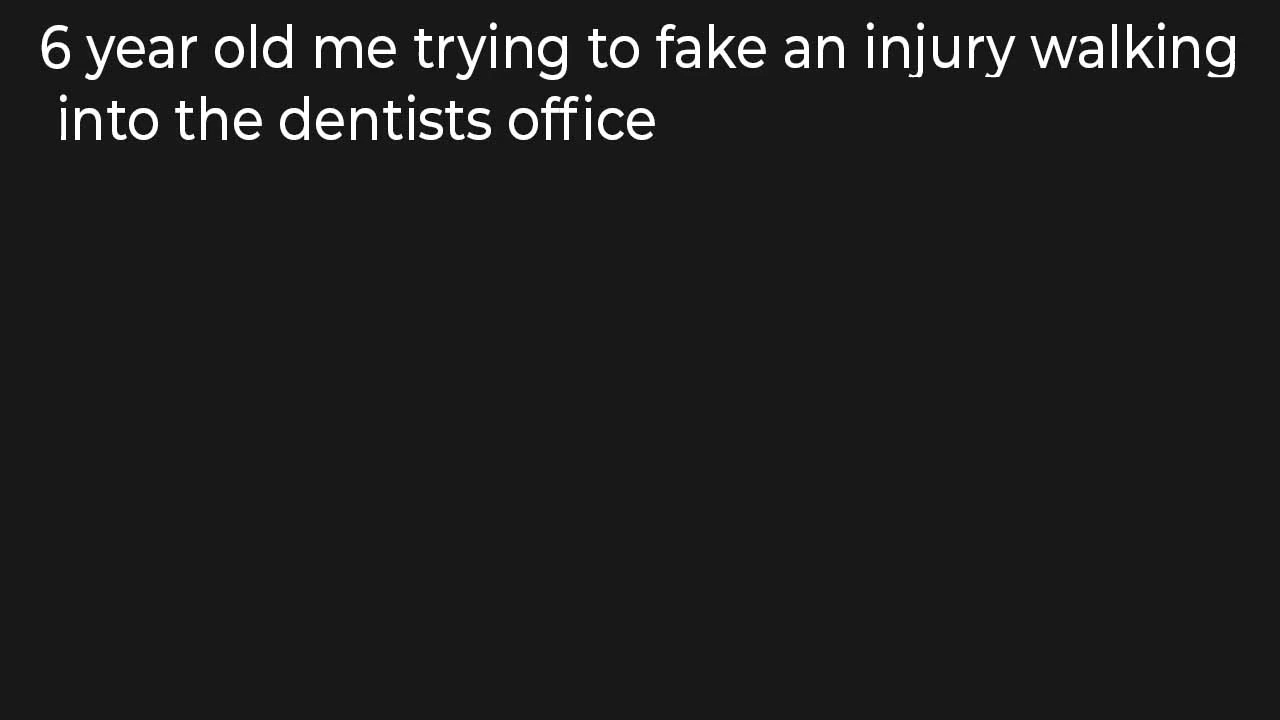 6 year old me trying to fake an injury walking
into the dentists office